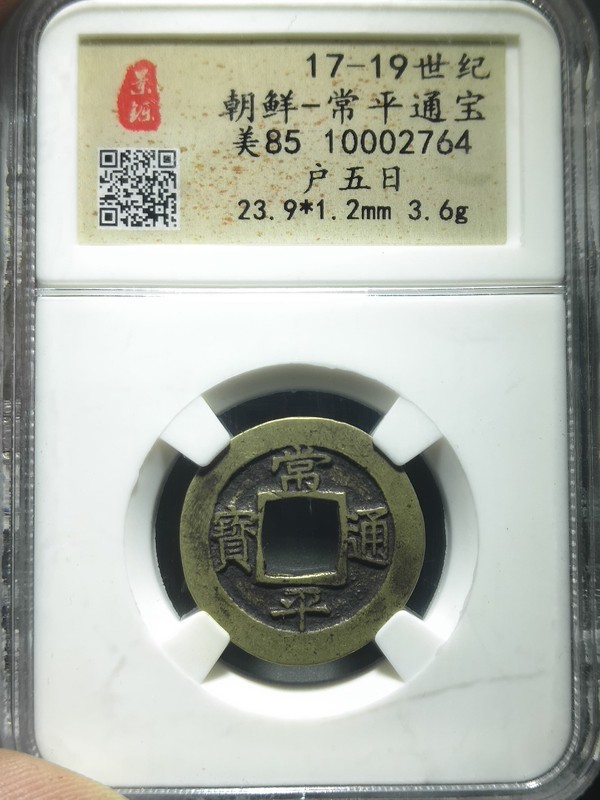 17-19世纪
朝鲜-常平通宝
美85 10002764
户五日
23.9*1.2mm 3.6g
常
平
通
寶